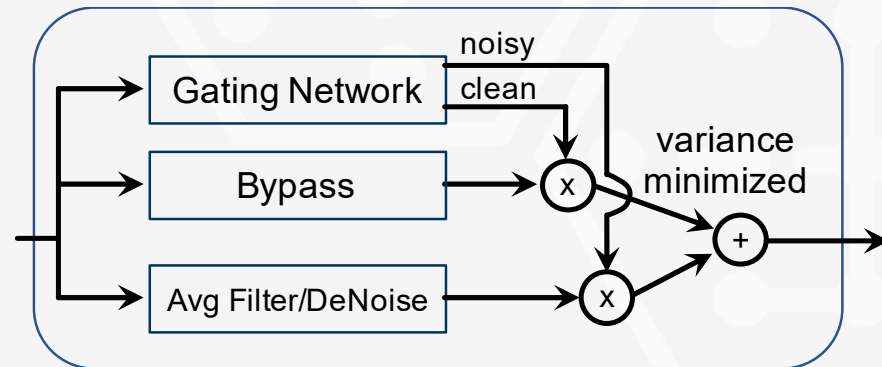 noisy
Gating Network
clean
variance
minimized
Bypass
x
+
Avg Filter/DeNoise
x